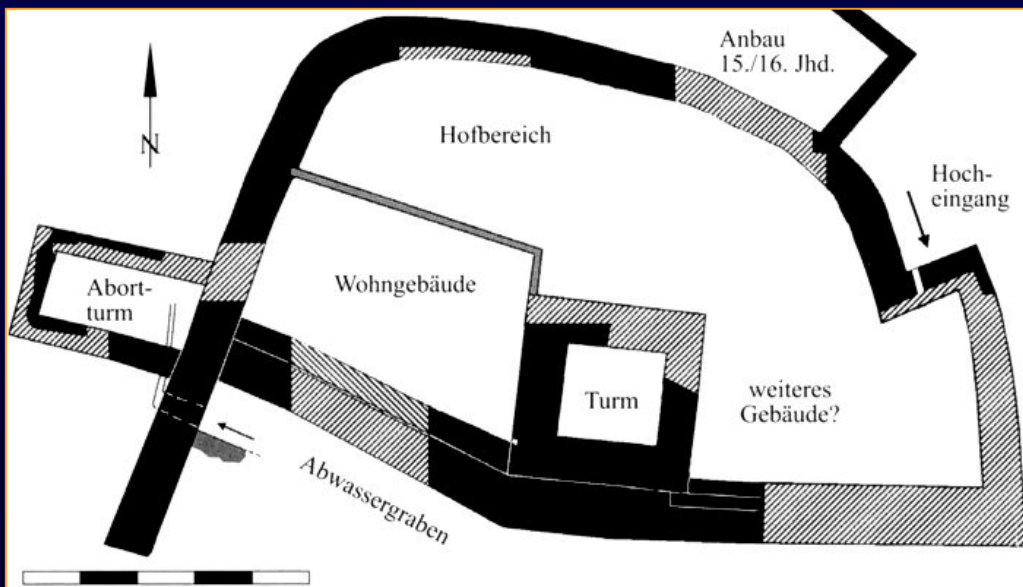 Anbau
15./16. Jhd.
N
Hofbereich
Hoch-
eingang
Wohngebäude
Abort-
turm
Turm
weiteres
Gebäude?
Abwassergraben